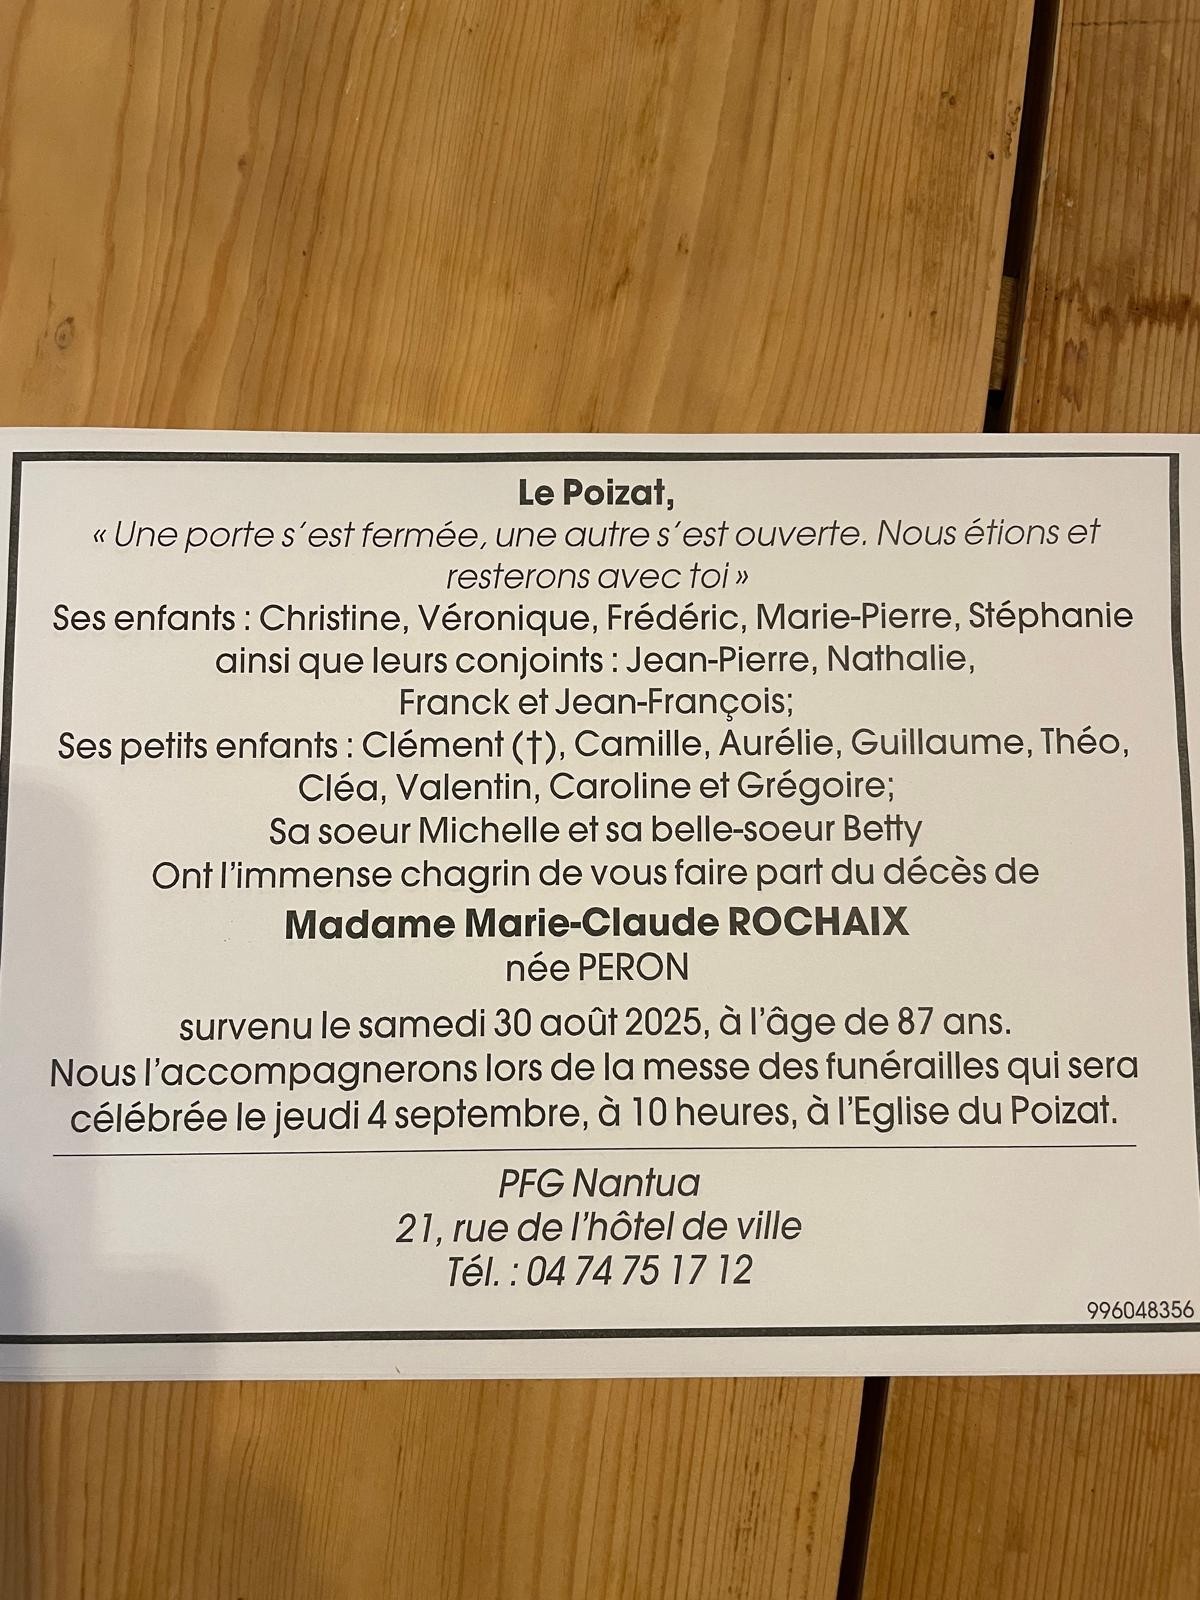 Le Poizat,
« Une porte s'est fermée, une autre s'est ouverte. Nous étions et
resterons avec toi »
Ses enfants : Christine, Véronique, Frédéric, Marie-Pierre, Stéphanie
ainsi que leurs conjoints : Jean-Pierre, Nathalie,
Franck et Jean-François;
Ses petits enfants : Clément (†), Camille, Aurélie, Guillaume, Théo,
Cléa, Valentin, Caroline et Grégoire;
Sa soeur Michelle et sa belle-soeur Betty
Ont l'immense chagrin de vous faire part du décès de
Madame Marie-Claude ROCHAIX
née PERON
survenu le samedi 30 août 2025, à l'âge de 87 ans.
Nous l'accompagnerons lors de la messe des funérailles qui sera
célébrée le jeudi 4 septembre, à 10 heures, à l'Eglise du Poizat.
PFG Nantua
21, rue de l'hôtel de ville
Tél. : 04 74 75 17 12
996048356